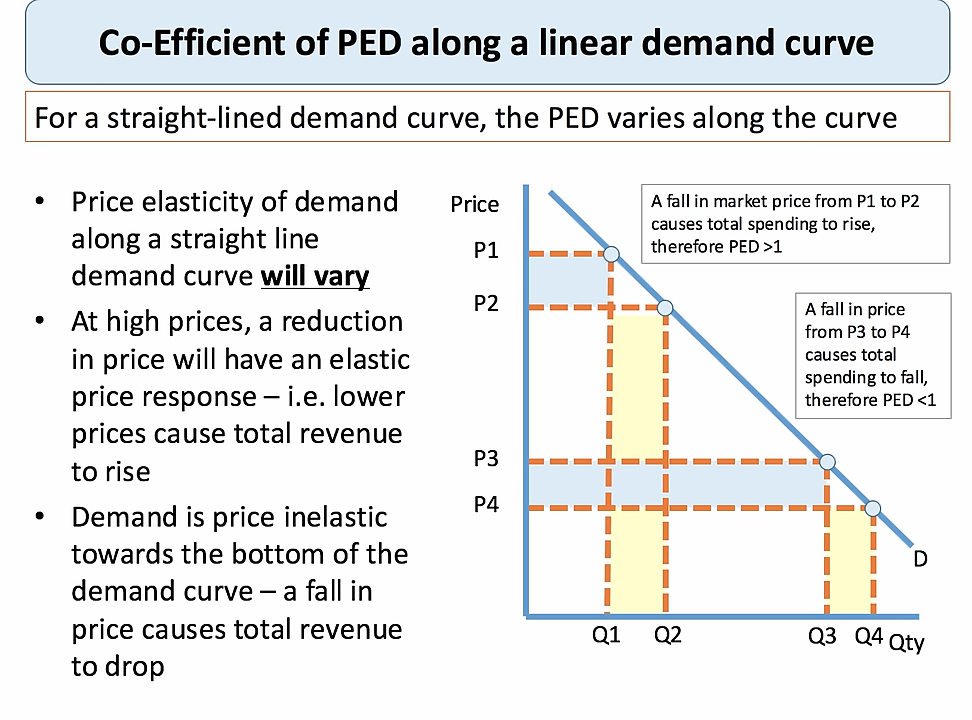 Co-Efficient of PED along a linear demand curve
For a straight-lined demand curve, the PED varies along the curve
• Price elasticity of demand
along a straight line
demand curve will vary
• At high prices, a reduction
in price will have an elastic
price response – i.e. lower
prices cause total revenue
to rise
• Demand is price inelastic
towards the bottom of the
demand curve – a fall in
price causes total revenue
to drop
Price
P1
P2
P3
P4
A fall in market price from P1 to P2
causes total spending to rise,
therefore PED >1
A fall in price
from P3 to P4
causes total
spending to fall,
therefore PED <1
D
Q1 Q2 Q3 Q4 Qty